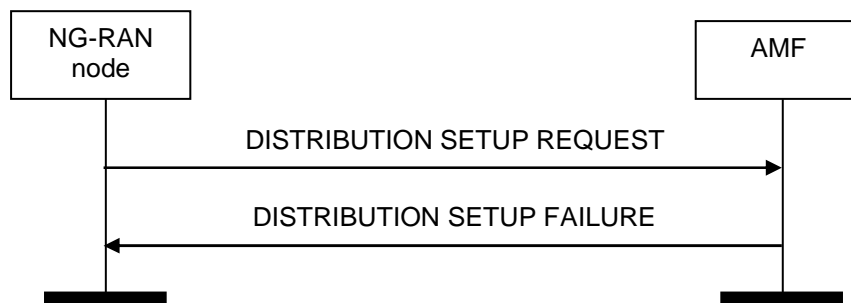 NG-RAN
node
AMF
DISTRIBUTION SETUP REQUEST
DISTRIBUTION SETUP FAILURE